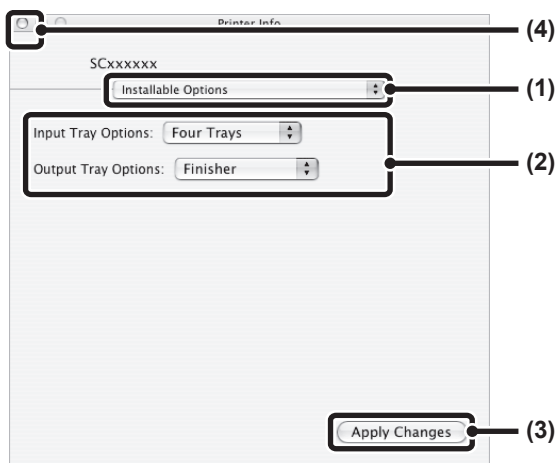 Printer Info
(4)
SCxxxxxx
Installable Options
(1)
Input Tray Options: Four Trays
(2)
Output Tray Options: Finisher
Apply Changes
(3)